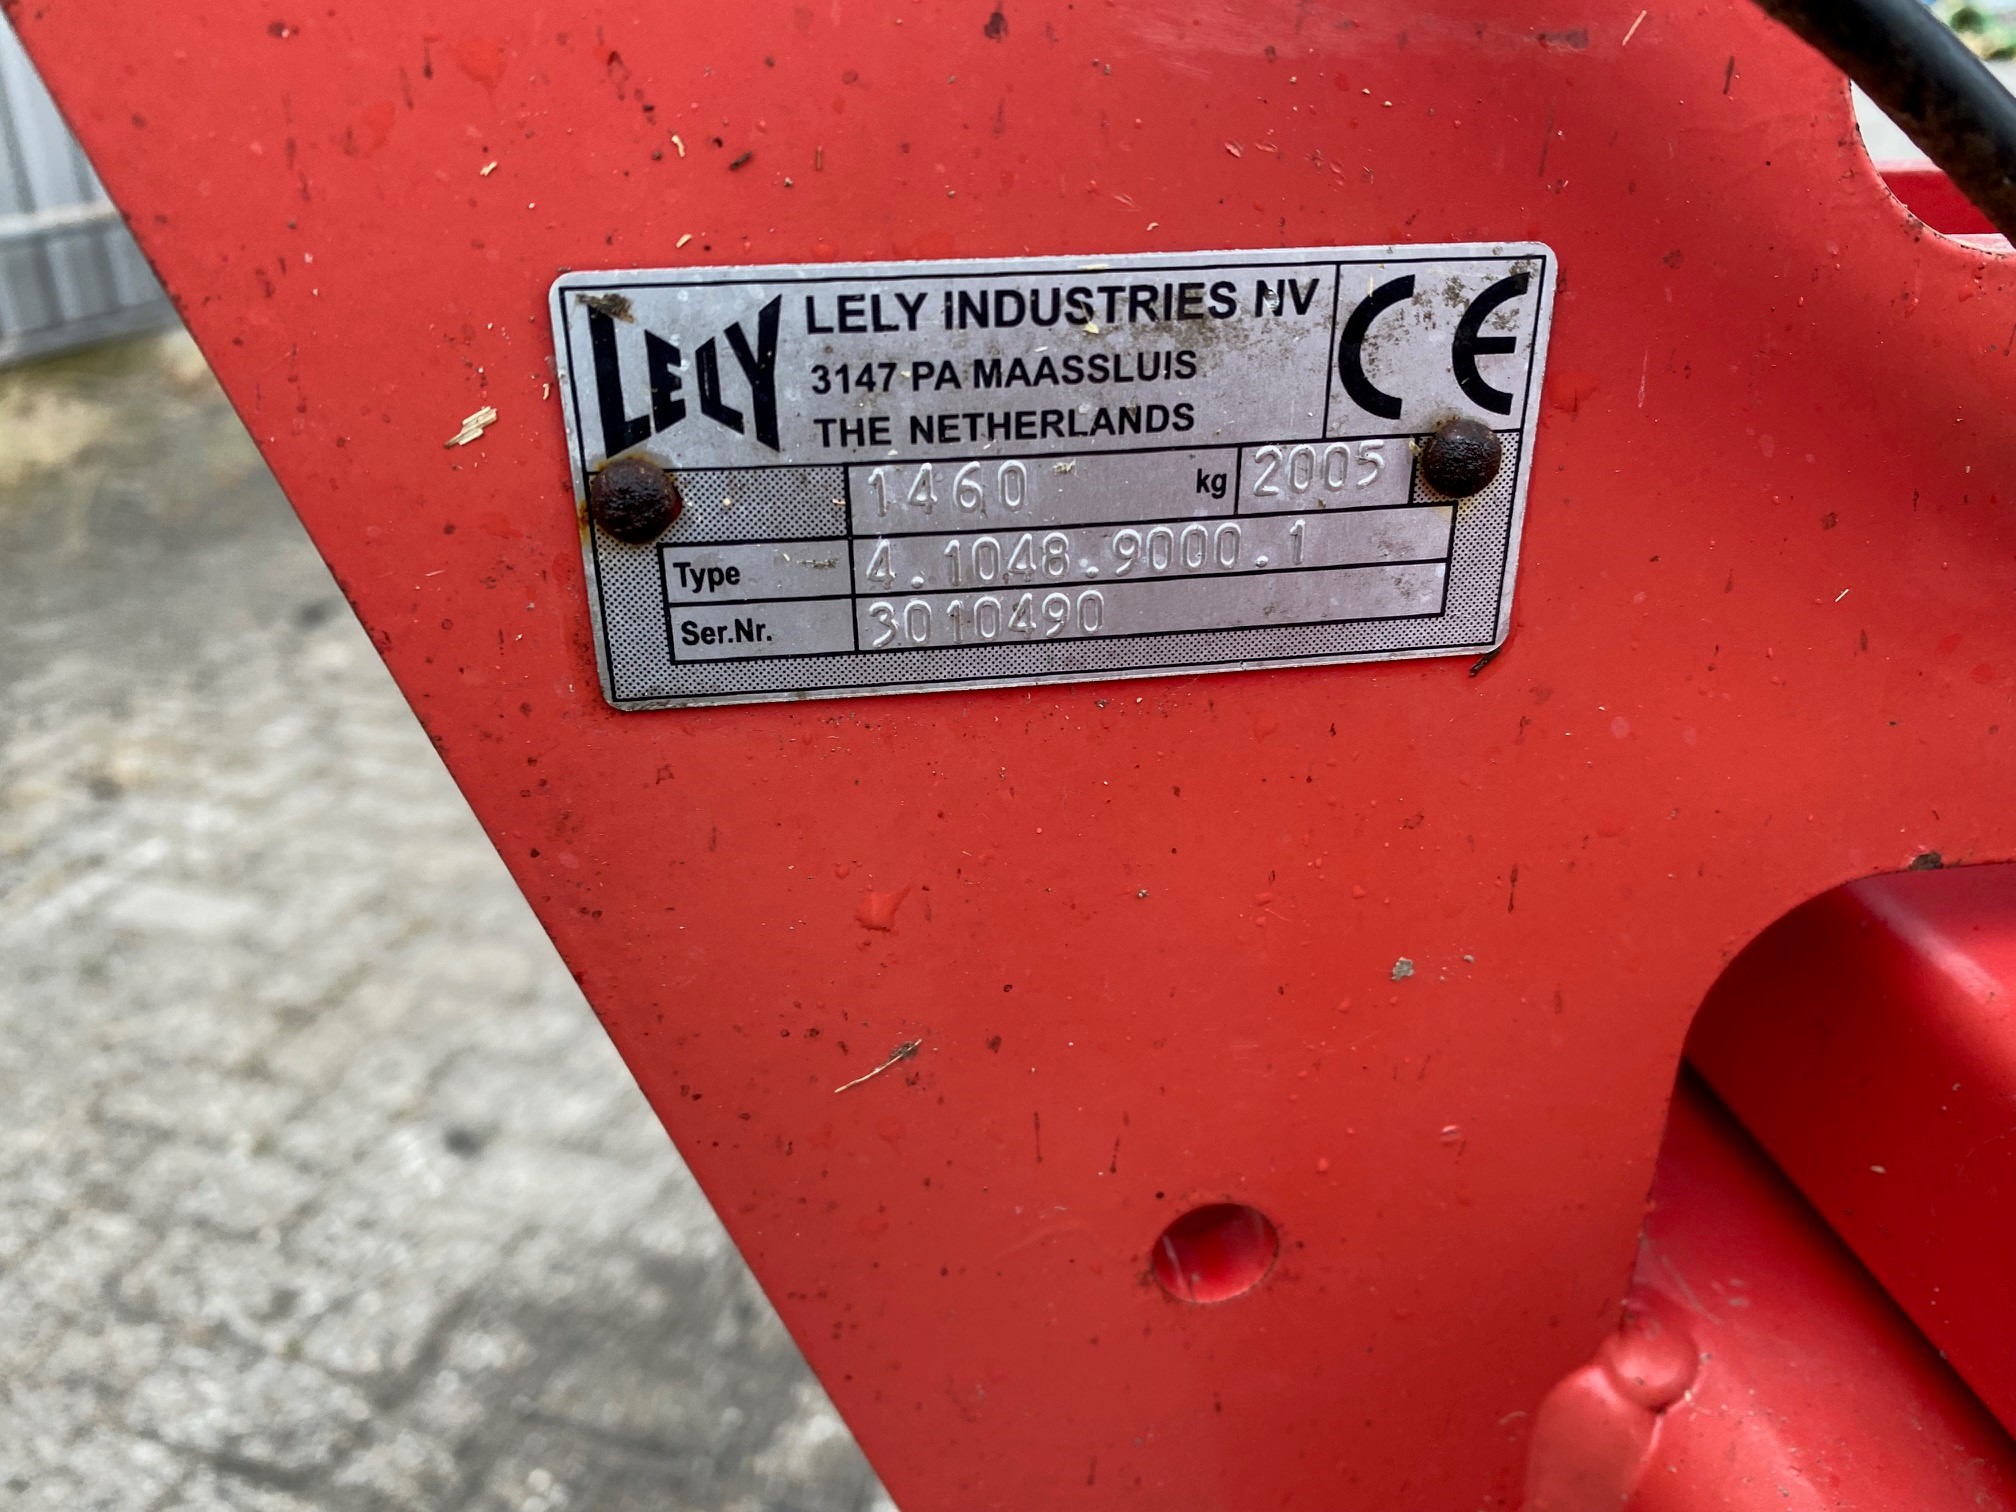 LELY
LELY INDUSTRIES NV
3147 PA MAASSLUIS
THE NETHERLANDS
CE
1460 kg 2005
Type 4.1048.9000.1
Ser.Nr. 3010490